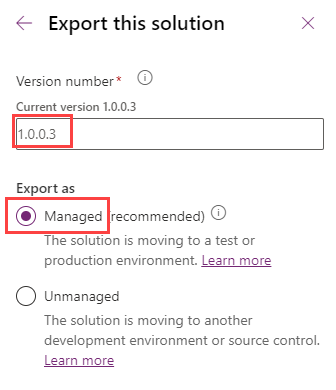 Export this solution
Version number*
Current version 1.0.0.3
1.0.0.3
Export as
Managed (recommended)
The solution is moving to a test or
production environment. Learn more
Unmanaged
The solution is moving to another
development environment or source control.
Learn more